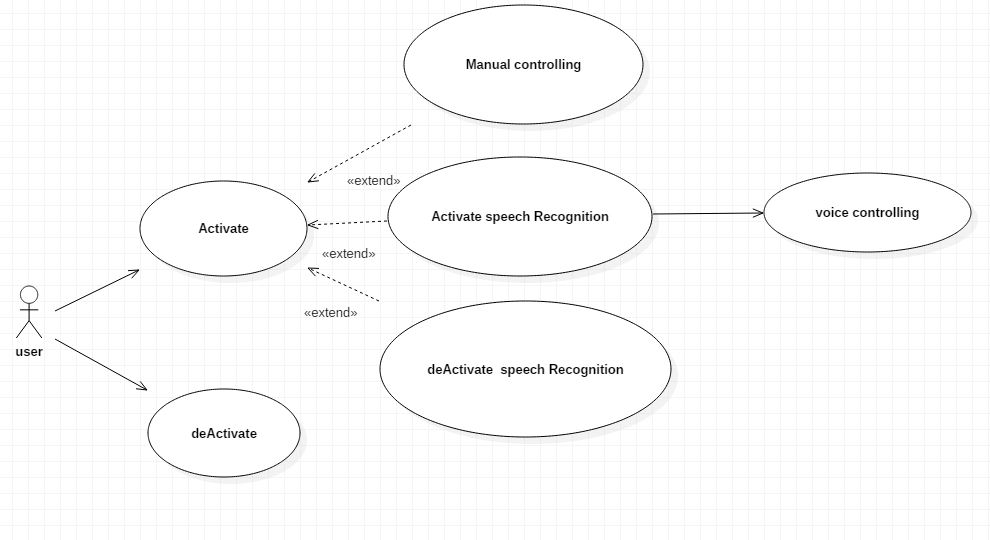 Manual controlling
«extend»
Activate speech Recognition
voice controlling
Activate
«extend»
«extend»
user
deActivate  speech Recognition
deActivate